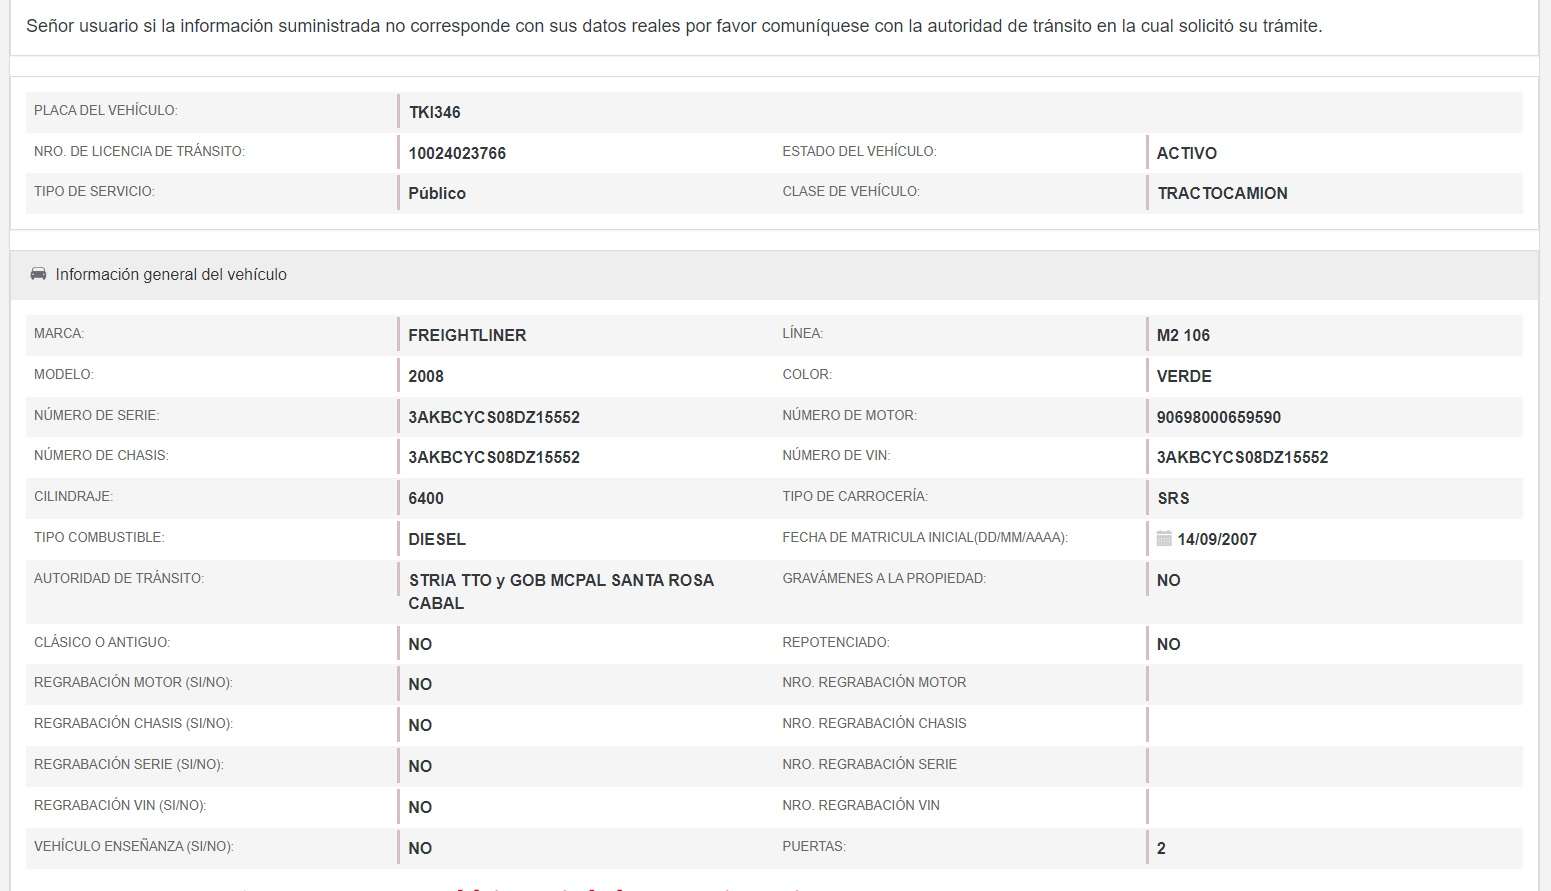 Señor usuario si la información suministrada no corresponde con sus datos reales por favor comuníquese con la autoridad de tránsito en la cual solicitó su trámite.
PLACA DEL VEHÍCULO: TKI346
NRO. DE LICENCIA DE TRÁNSITO: 10024023766 ESTADO DEL VEHÍCULO: ACTIVO
TIPO DE SERVICIO: Público CLASE DE VEHÍCULO: TRACTOCAMION
Información general del vehículo
MARCA: FREIGHTLINER LÍNEA: M2 106
MODELO: 2008 COLOR: VERDE
NÚMERO DE SERIE: 3AKBCYCS08DZ15552 NÚMERO DE MOTOR: 90698000659590
NÚMERO DE CHASIS: 3AKBCYCS08DZ15552 NÚMERO DE VIN: 3AKBCYCS08DZ15552
CILINDRAJE: 6400 TIPO DE CARROCERÍA: SRS
TIPO COMBUSTIBLE: DIESEL FECHA DE MATRICULA INICIAL(DD/MM/AAAA): 14/09/2007
AUTORIDAD DE TRÁNSITO: STRIA TTO y GOB MCPAL SANTA ROSA GRAVÁMENES A LA PROPIEDAD: NO
CABAL
CLÁSICO O ANTIGUO: NO REPOTENCIADO: NO
REGRABACIÓN MOTOR (SI/NO): NO NRO. REGRABACIÓN MOTOR
REGRABACIÓN CHASIS (SI/NO): NO NRO. REGRABACIÓN CHASIS
REGRABACIÓN SERIE (SI/NO): NO NRO. REGRABACIÓN SERIE
REGRABACIÓN VIN (SI/NO): NO NRO. REGRABACIÓN VIN
VEHÍCULO ENSEÑANZA (SI/NO): NO PUERTAS: 2